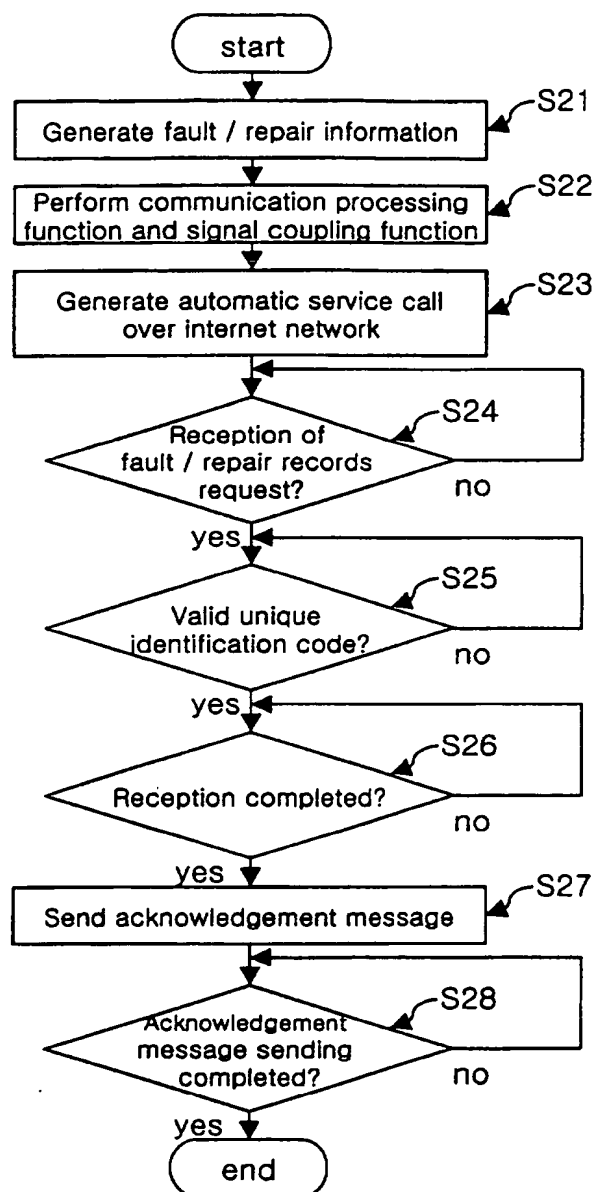 start
S21
Generate fault / repair information
S22
Perform communication processing
function and signal coupling function
S23
Generate automatic service call
over internet network
S24
Reception of
fault / repair records
request?
no
yes
S25
Valid unique
identification code?
no
yes
S26
Reception completed?
no
yes
S27
Send acknowledgement message
S28
Acknowledgement
message sending
completed?
no
yes
end